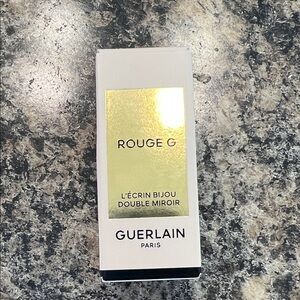 ROUGE G
L'ÉCRIN BIJOU
DOUBLE MIROIR
GUERLAIN
PARIS